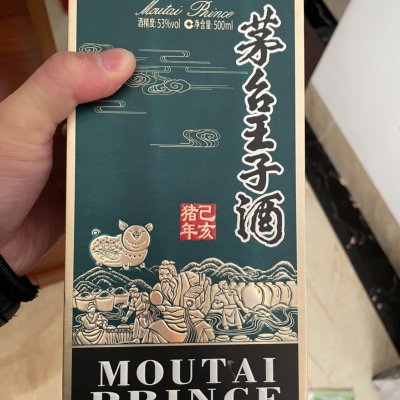 Moutai Prince
酒精度:53%vol 净含量:500ml
茅台王子酒
己亥
猪年
MOUTAI
PRINCE